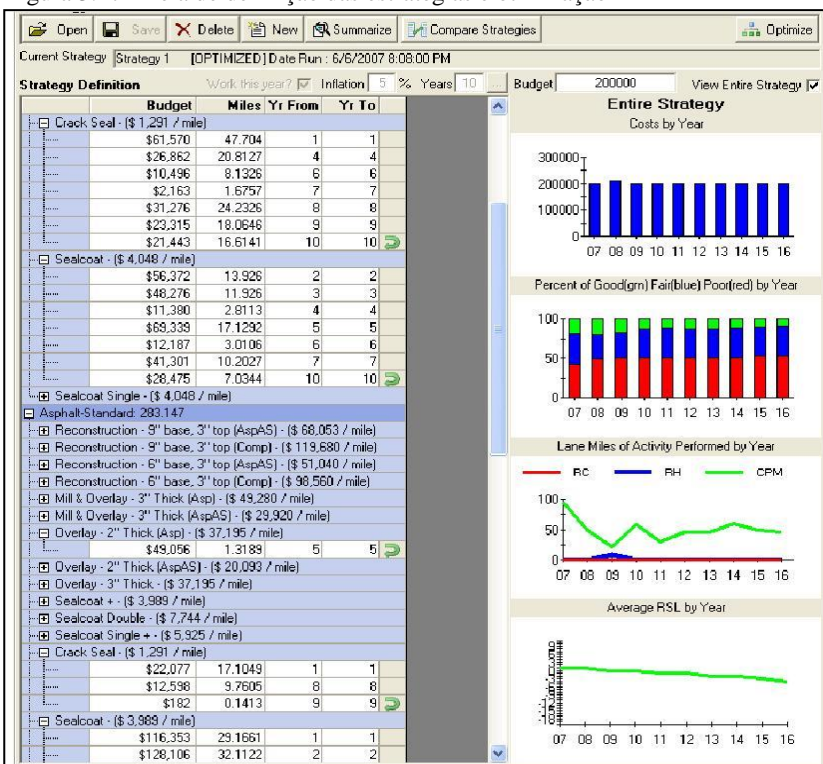 Open Save Delete New Summarize Compare Strategies Optimize
Current Strategy Strategy 1 [OPTIMIZED] Date Run : 6/6/2007 8:08:00 PM
Strategy Definition Work this year? Inflation 5 % Years 10 ... Budget 200000 View Entire Strategy
Budget Miles Yr From Yr To
Crack Seal - ($ 1,291 / mile)
$61,570 47.704 1 1
$26,862 20.8127 4 4
$10,496 8.1326 6 6
$2,163 1.6757 7 7
$31,276 24.2326 8 8
$23,315 18.0646 9 9
$21,443 16.6141 10 10
Sealcoat - ($ 4,048 / mile)
$56,372 13.926 2 2
$48,276 11.926 3 3
$11,380 2.8113 4 4
$69,339 17.1292 5 5
$12,187 3.0106 6 6
$41,301 10.2027 7 7
$28,475 7.0344 10 10
Sealcoat Single - ($ 4,048 / mile)
Asphalt-Standard: 283.147
Reconstruction - 9" base, 3" top (AspAS) - ($ 68,053 / mile)
Reconstruction - 9" base, 3" top (Comp) - ($ 119,680 / mile)
Reconstruction - 6" base, 3" top (AspAS) - ($ 51,040 / mile)
Reconstruction - 6" base, 3" top (Comp) - ($ 98,560 / mile)
Mill & Overlay - 3" Thick (Asp) - ($ 49,280 / mile)
Mill & Overlay - 3" Thick (AspAS) - ($ 29,920 / mile)
Overlay - 2" Thick (Asp) - ($ 37,195 / mile)
$49,056 1.3189 5 5
Overlay - 2" Thick (AspAS) - ($ 20,093 / mile)
Overlay - 3" Thick - ($ 37,195 / mile)
Sealcoat + - ($ 3,989 / mile)
Sealcoat Double - ($ 7,744 / mile)
Sealcoat Single + - ($ 5,925 / mile)
Crack Seal - ($ 1,291 / mile)
$22,077 17.1049 1 1
$12,598 9.7605 8 8
$182 0.1413 9 9
Sealcoat - ($ 3,989 / mile)
$116,353 29.1661 1 1
$128,106 32.1122 2 2
Entire Strategy
Costs by Year
300000
200000
100000
0
07 08 09 10 11 12 13 14 15 16
Percent of Good(grn) Fair(blue) Poor(red) by Year
100
50
0
07 08 09 10 11 12 13 14 15 16
Lane Miles of Activity Performed by Year
RC RH CPM
100
50
0
07 08 09 10 11 12 13 14 15 16
Average RSL by Year
07 08 09 10 11 12 13 14 15 16